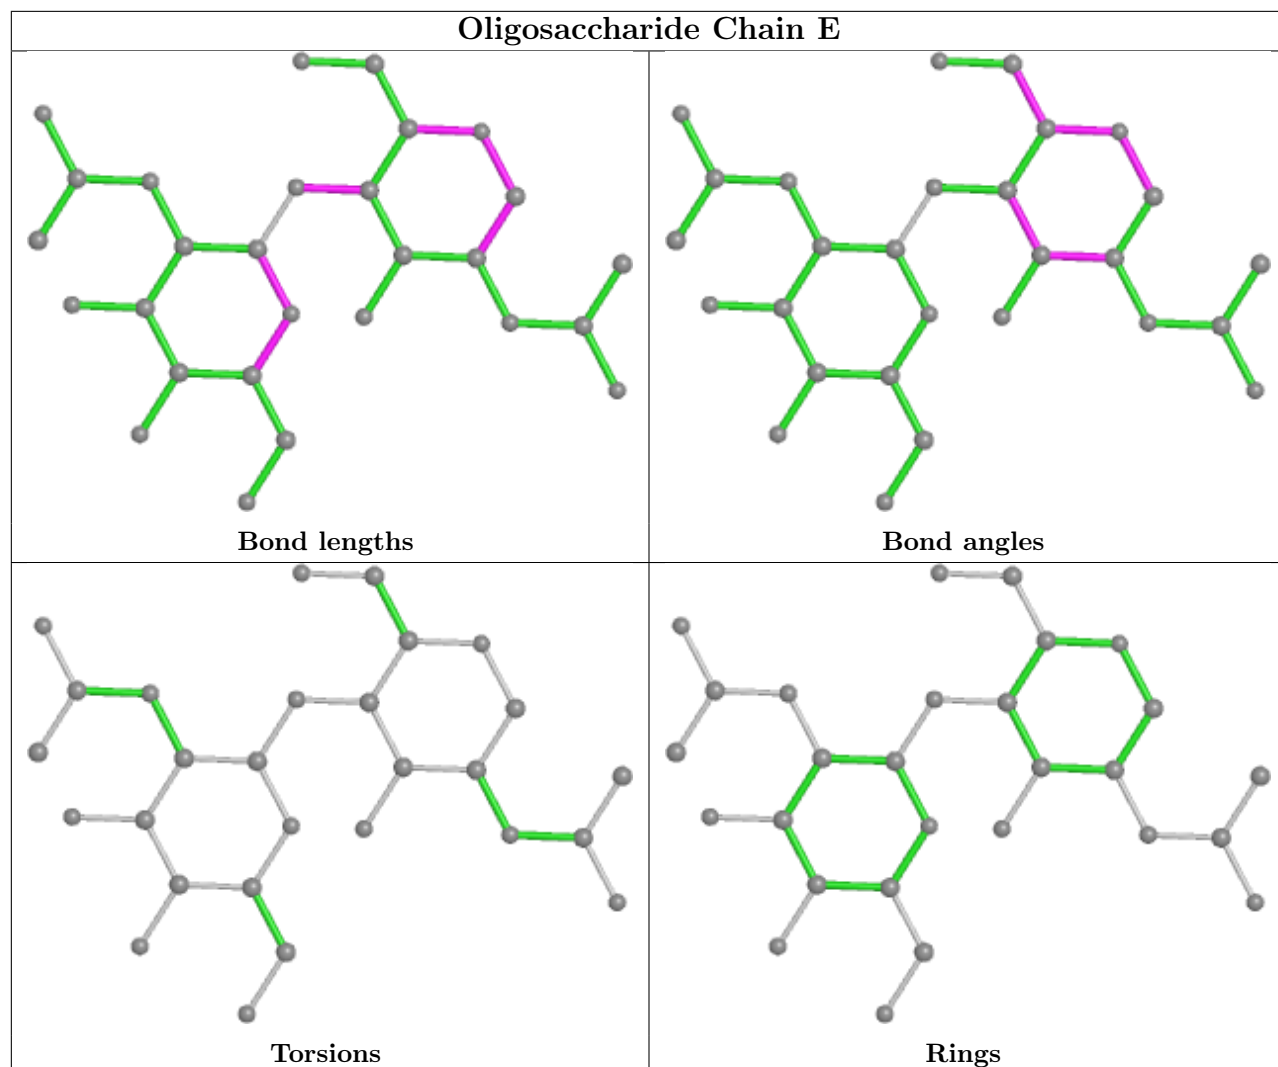 Oligosaccharide Chain E
Bond lengths
Bond angles
Torsions
Rings